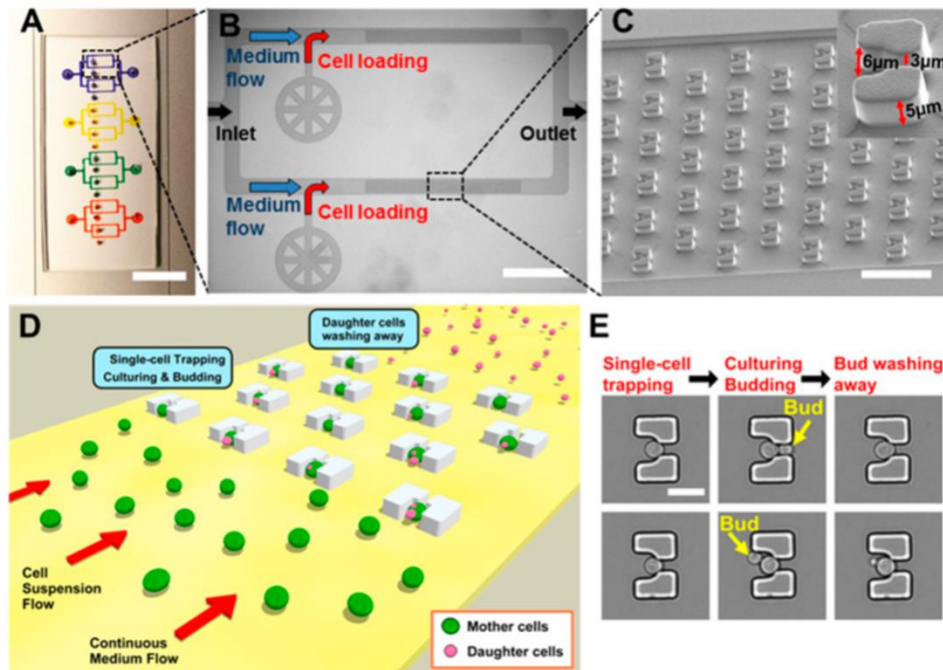 A
B
Medium
flow
Cell loading
Inlet
Outlet
Medium
flow
Cell loading
C
6μm
3μm
5μm
D
Daughter cells
washing away
Single-cell Trapping
Culturing & Budding
Cell
Suspension
Flow
Continuous
Medium Flow
Mother cells
Daughter cells
E
Single-cell
trapping
Culturing
Budding
Bud washing
away
Bud
Bud